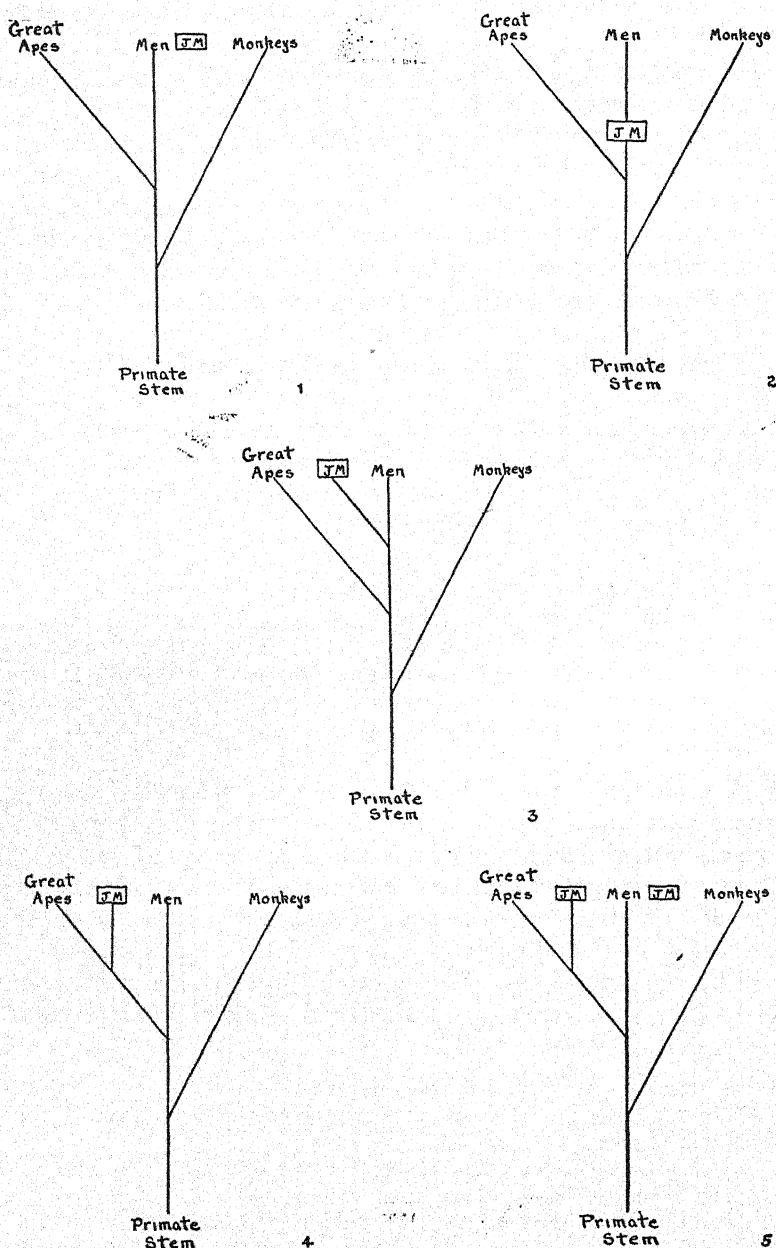 Great
Apes
Men JM Monkeys
Primate
Stem
1
Great
Apes
Men
Monkeys
JM
Primate
Stem
2
Great
Apes
JM Men
Monkeys
Primate
Stem
3
Great
Apes
JM Men
Monkeys
Primate
Stem
4
Great
Apes
JM Men JM Monkeys
Primate
Stem
5